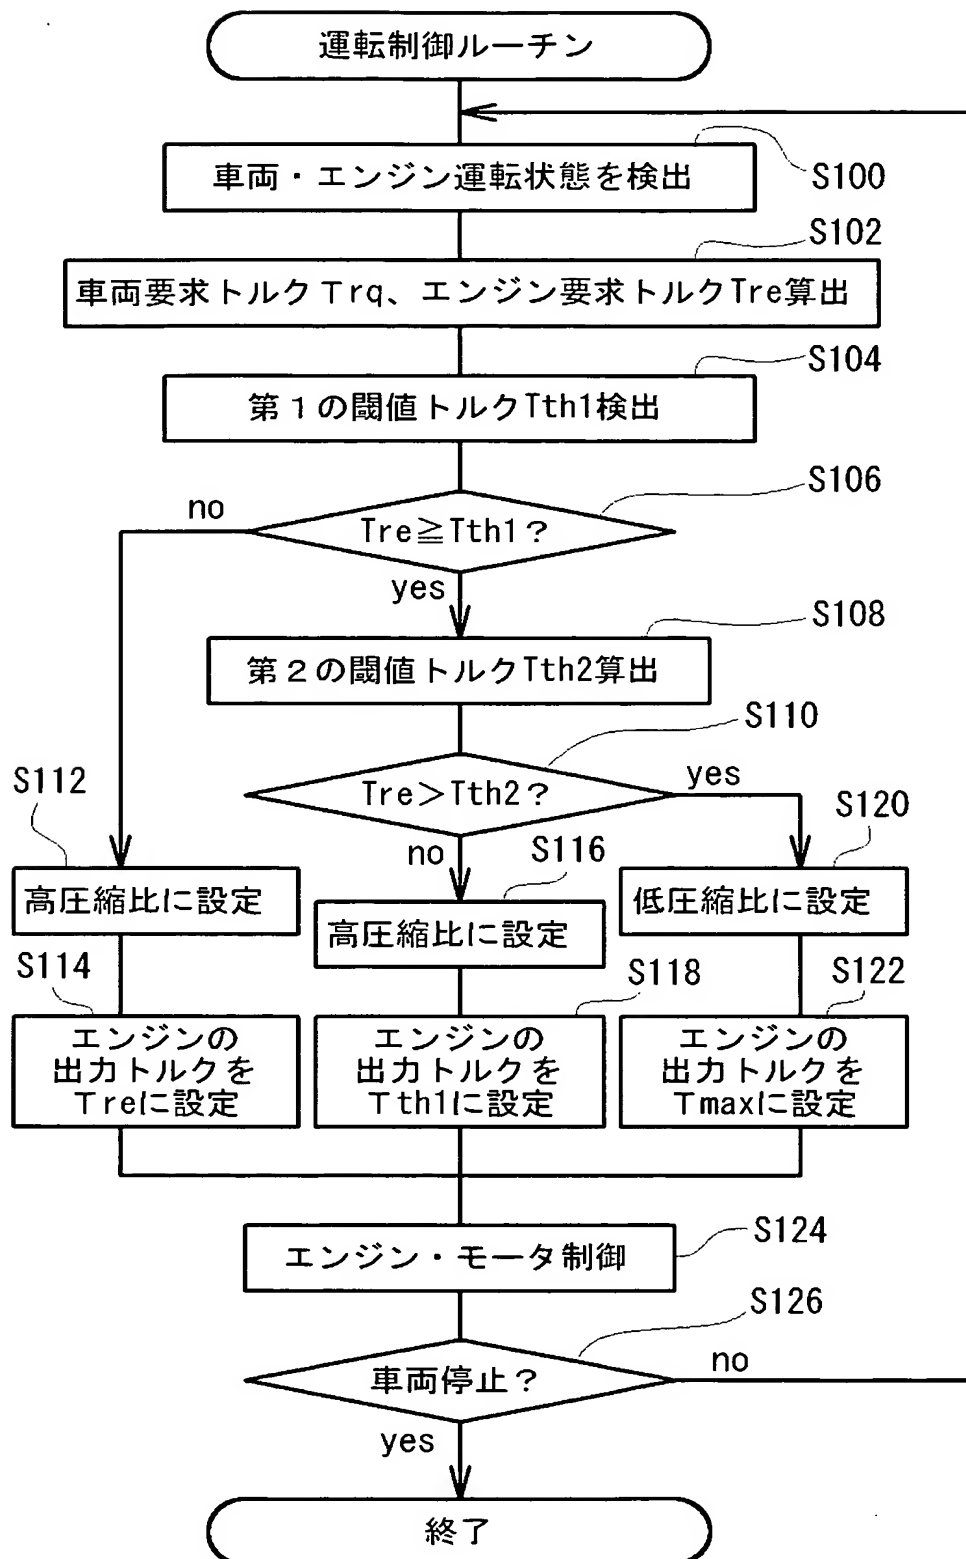 運転制御ルーチン
車両・エンジン運転状態を検出
S100
S102
車両要求トルクTrq、エンジン要求トルクTre算出
S104
第1の閾値トルクTth1検出
S106
no
Tre≧Tth1?
yes
S108
第2の閾値トルクTth2算出
S110
Tre>Tth2?
yes
no
S112
高圧縮比に設定
S116
高圧縮比に設定
S120
低圧縮比に設定
S114
エンジンの
出力トルクを
Treに設定
S118
エンジンの
出力トルクを
Tth1に設定
S122
エンジンの
出力トルクを
Tmaxに設定
エンジン・モータ制御
S124
S126
車両停止?
no
yes
終了